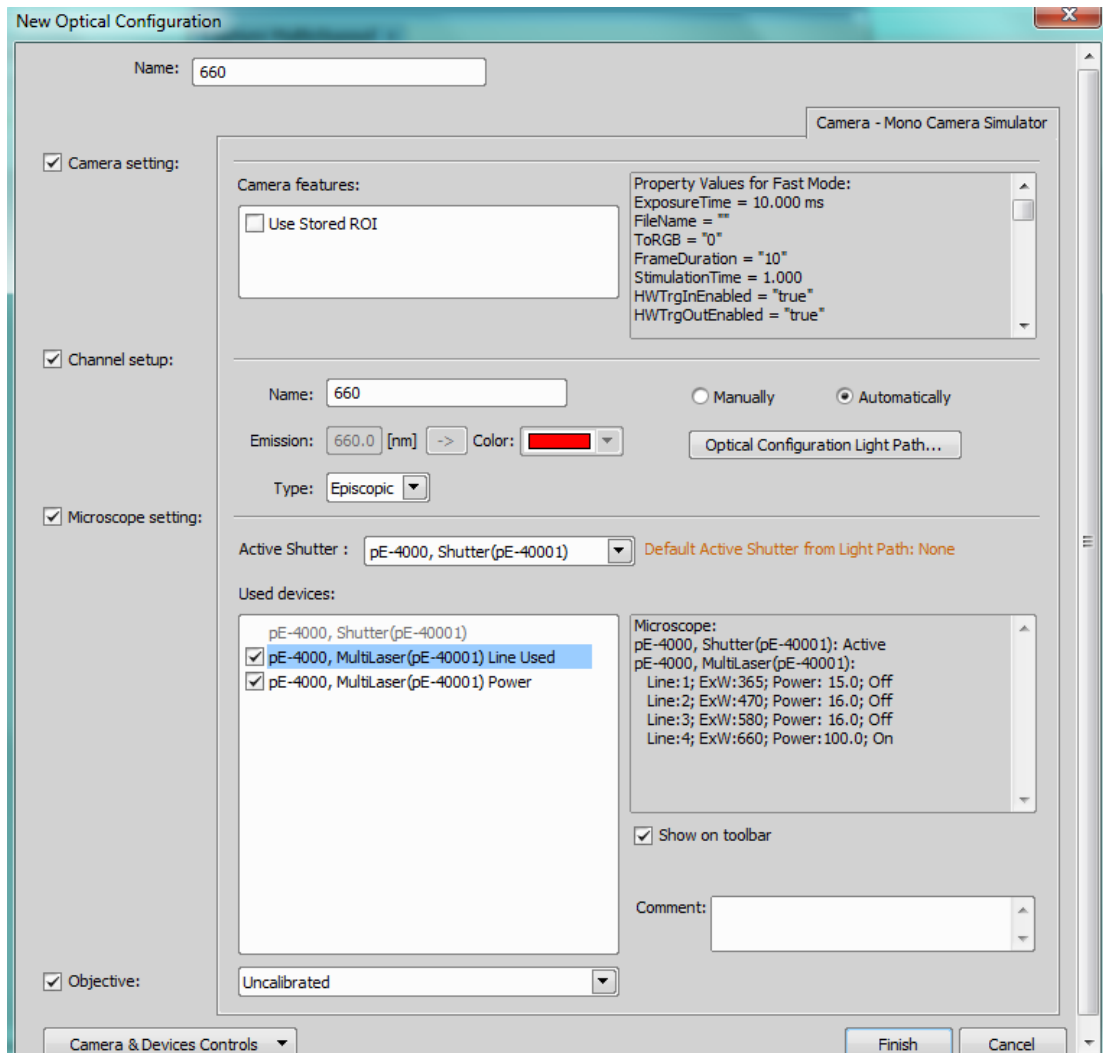 New Optical Configuration
X
Name: 660
Camera - Mono Camera Simulator
Camera setting:
Camera features:
Use Stored ROI
Property Values for Fast Mode:
ExposureTime = 10.000 ms
FileName = ""
ToRGB = "0"
FrameDuration = "10"
StimulationTime = 1.000
HWTrgInEnabled = "true"
HWTrgOutEnabled = "true"
Channel setup:
Name: 660
Manually
Automatically
Emission: 660.0 [nm] -> Color:
Optical Configuration Light Path...
Type: Episcopic
Microscope setting:
Active Shutter : pE-4000, Shutter(pE-40001) Default Active Shutter from Light Path: None
Used devices:
pE-4000, Shutter(pE-40001)
pE-4000, MultiLaser(pE-40001) Line Used
pE-4000, MultiLaser(pE-40001) Power
Microscope:
pE-4000, Shutter(pE-40001): Active
pE-4000, MultiLaser(pE-40001):
Line:1; ExW:365; Power: 15.0; Off
Line:2; ExW:470; Power: 16.0; Off
Line:3; ExW:580; Power: 16.0; Off
Line:4; ExW:660; Power:100.0; On
Show on toolbar
Comment:
Objective: Uncalibrated
Camera & Devices Controls
Finish
Cancel